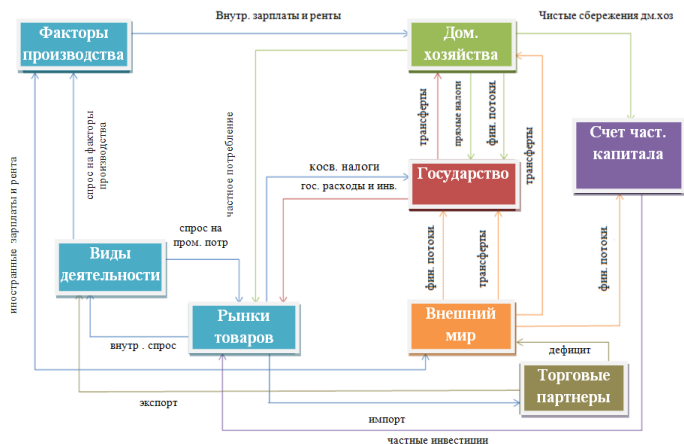 Внутр. зарплаты и ренты
Чистые сбережения дм.хоз
Факторы
производства
Дом.
хозяйства
трансферты
прямые налоги
фин. потоки.
трансферты
Счет част.
капитала
спрос на факторы
производства
частное потребление
косв. налоги
гос. расходы и инв.
Государство
иностранные зарплаты и рента
спрос на
пром. потр
Виды
деятельности
фин. потоки.
трансферты
фин. потоки.
Рынки
товаров
Внешний
мир
внутр . спрос
дефицит
Торговые
партнеры
экспорт
импорт
частные инвестиции